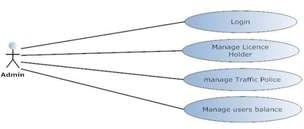 Login
Manage Licence
Holder
Admin
manage Traffic Police
Manage users balance